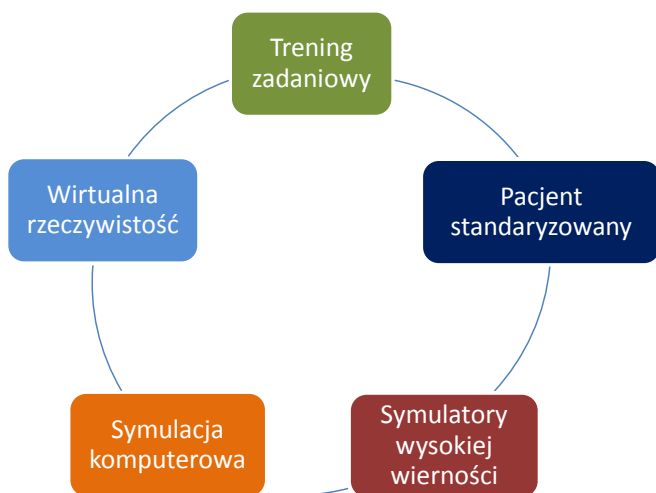 Trening
zadaniowy
Pacjent
standaryzowany
Symulatory
wysokiej
wierności
Symulacja
komputerowa
Wirtualna
rzeczywistość